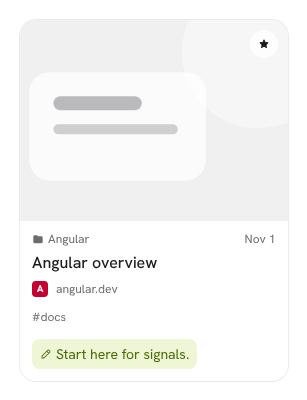 Angular
Nov 1
Angular overview
A
angular.dev
#docs
Start here for signals.